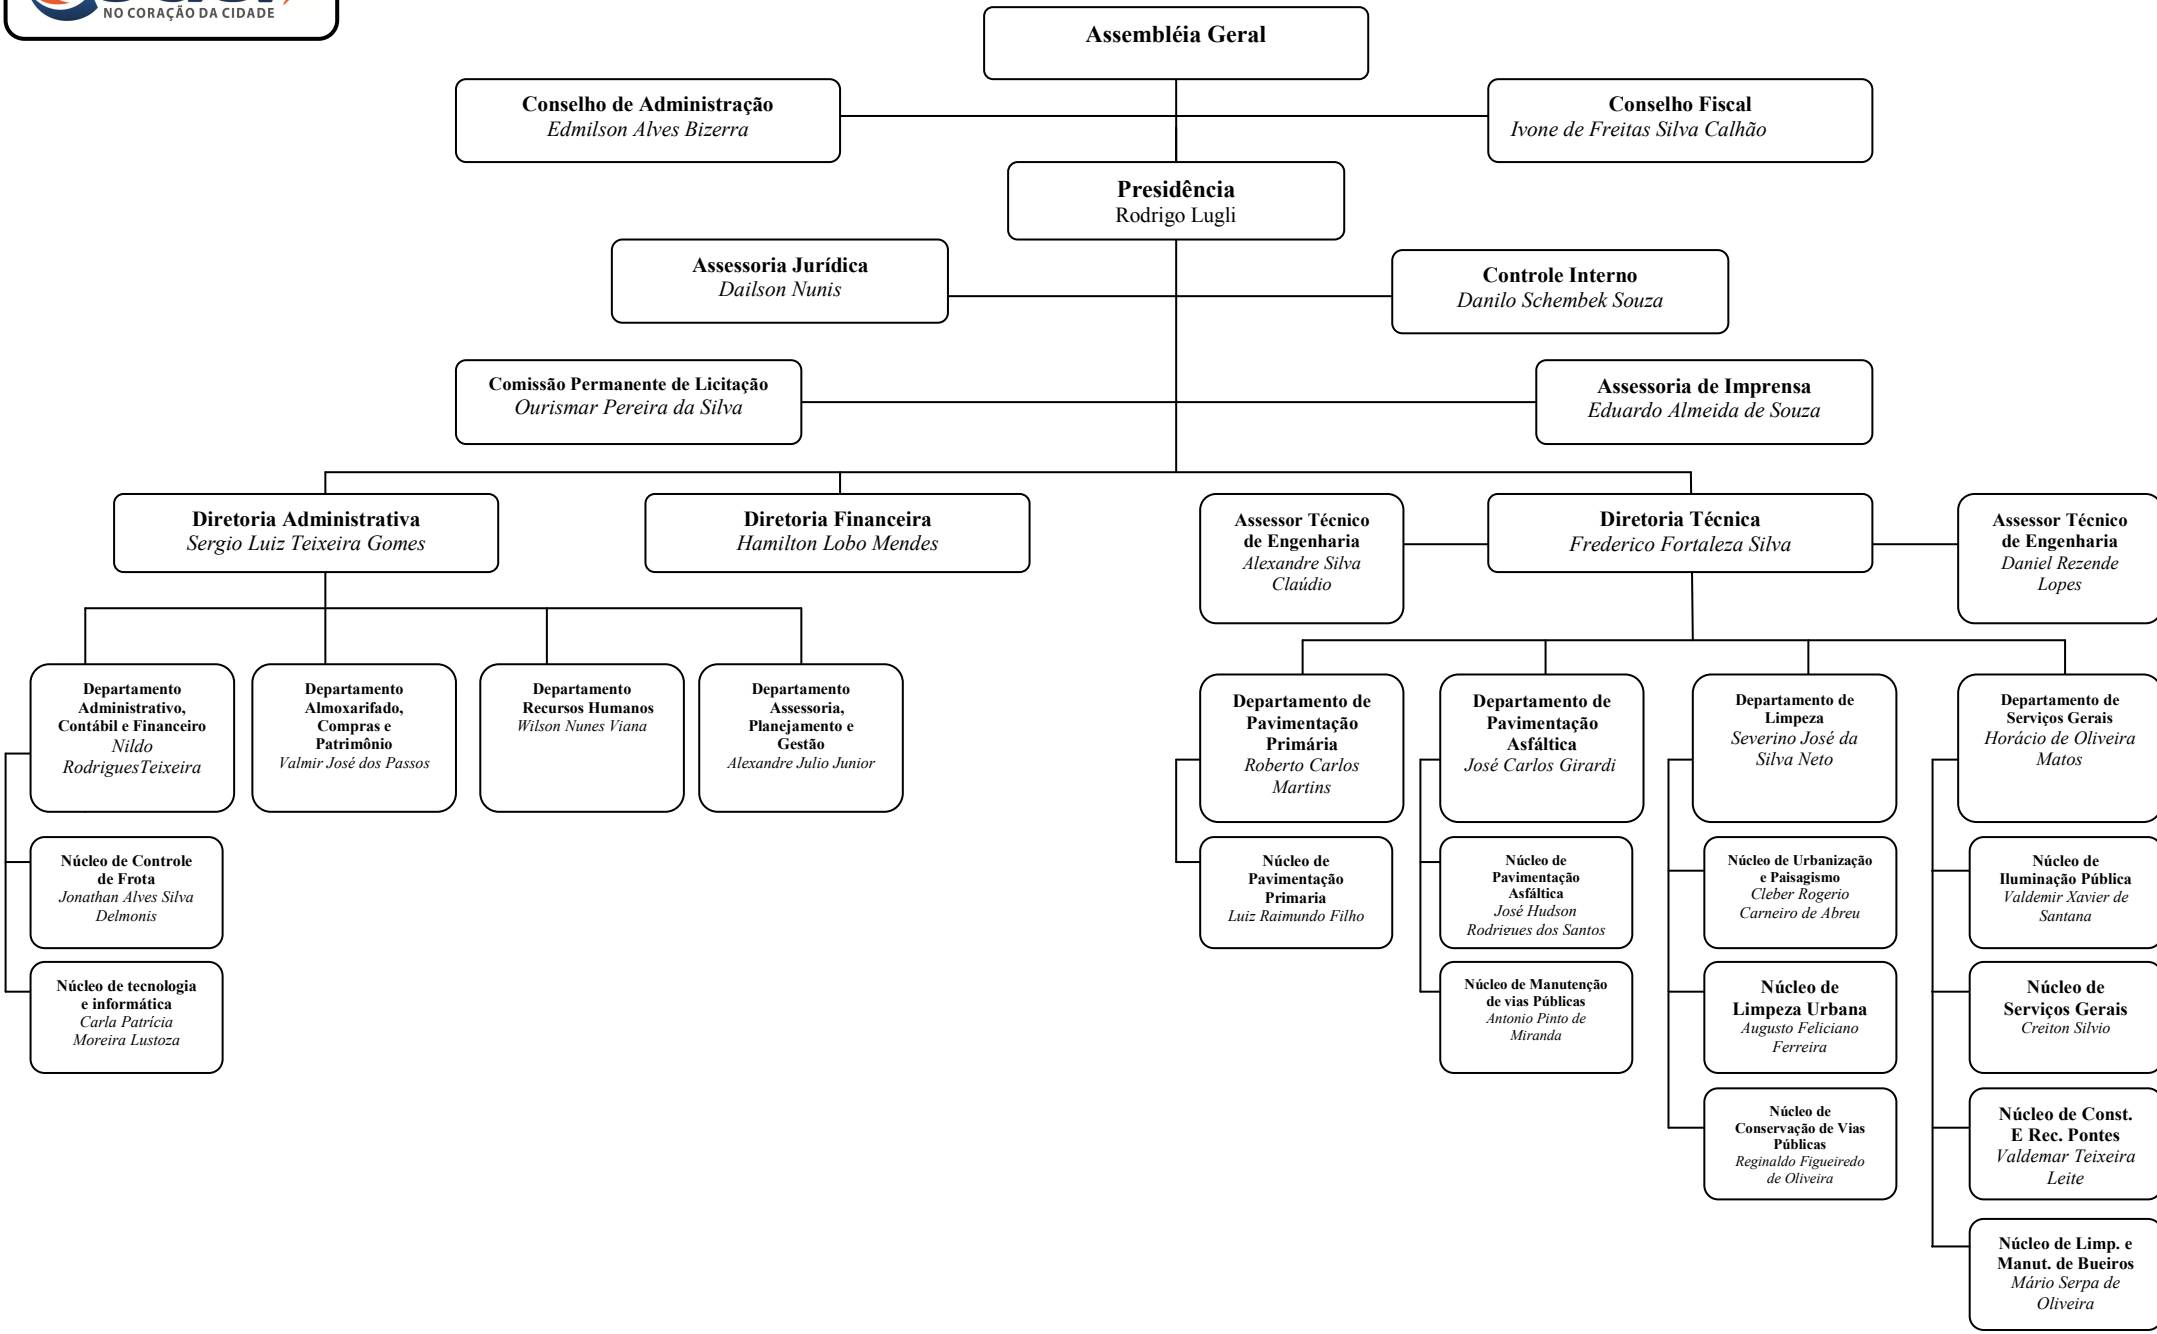 NO CORAÇÃO DA CIDADE
Assembléia Geral
Conselho de Administração
Edmilson Alves Bizerra
Conselho Fiscal
Ivone de Freitas Silva Calhão
Presidência
Rodrigo Lugli
Assessoria Jurídica
Dailson Nunis
Controle Interno
Danilo Schembek Souza
Comissão Permanente de Licitação
Ourismar Pereira da Silva
Assessoria de Imprensa
Eduardo Almeida de Souza
Diretoria Administrativa
Sergio Luiz Teixeira Gomes
Diretoria Financeira
Hamilton Lobo Mendes
Assessor Técnico
de Engenharia
Alexandre Silva
Claúdio
Diretoria Técnica
Frederico Fortaleza Silva
Assessor Técnico
de Engenharia
Daniel Rezende
Lopes
Departamento
Administrativo,
Contábil e Financeiro
Nildo
RodriguesTeixeira
Departamento
Almoxarifado,
Compras e
Patrimônio
Valmir José dos Passos
Departamento
Recursos Humanos
Wilson Nunes Viana
Departamento
Assessoria,
Planejamento e
Gestão
Alexandre Julio Junior
Departamento de
Pavimentação
Primária
Roberto Carlos
Martins
Departamento de
Pavimentação
Asfáltica
José Carlos Girardi
Departamento de
Limpeza
Severino José da
Silva Neto
Departamento de
Serviços Gerais
Horácio de Oliveira
Matos
Núcleo de Controle
de Frota
Jonathan Alves Silva
Delmonis
Núcleo de
Pavimentação
Primaria
Luiz Raimundo Filho
Núcleo de
Pavimentação
Asfáltica
José Hudson
Rodrigues dos Santos
Núcleo de Urbanização
e Paisagismo
Cleber Rogerio
Carneiro de Abreu
Núcleo de
Iluminação Pública
Valdemir Xavier de
Santana
Núcleo de tecnologia
e informática
Carla Patrícia
Moreira Lustoza
Núcleo de Manutenção
de vias Públicas
Antonio Pinto de
Miranda
Núcleo de
Limpeza Urbana
Augusto Feliciano
Ferreira
Núcleo de
Serviços Gerais
Creiton Silvio
Núcleo de
Conservação de Vias
Públicas
Reginaldo Figueiredo
de Oliveira
Núcleo de Const.
E Rec. Pontes
Valdemar Teixeira
Leite
Núcleo de Limp. e
Manut. de Bueiros
Mário Serpa de
Oliveira